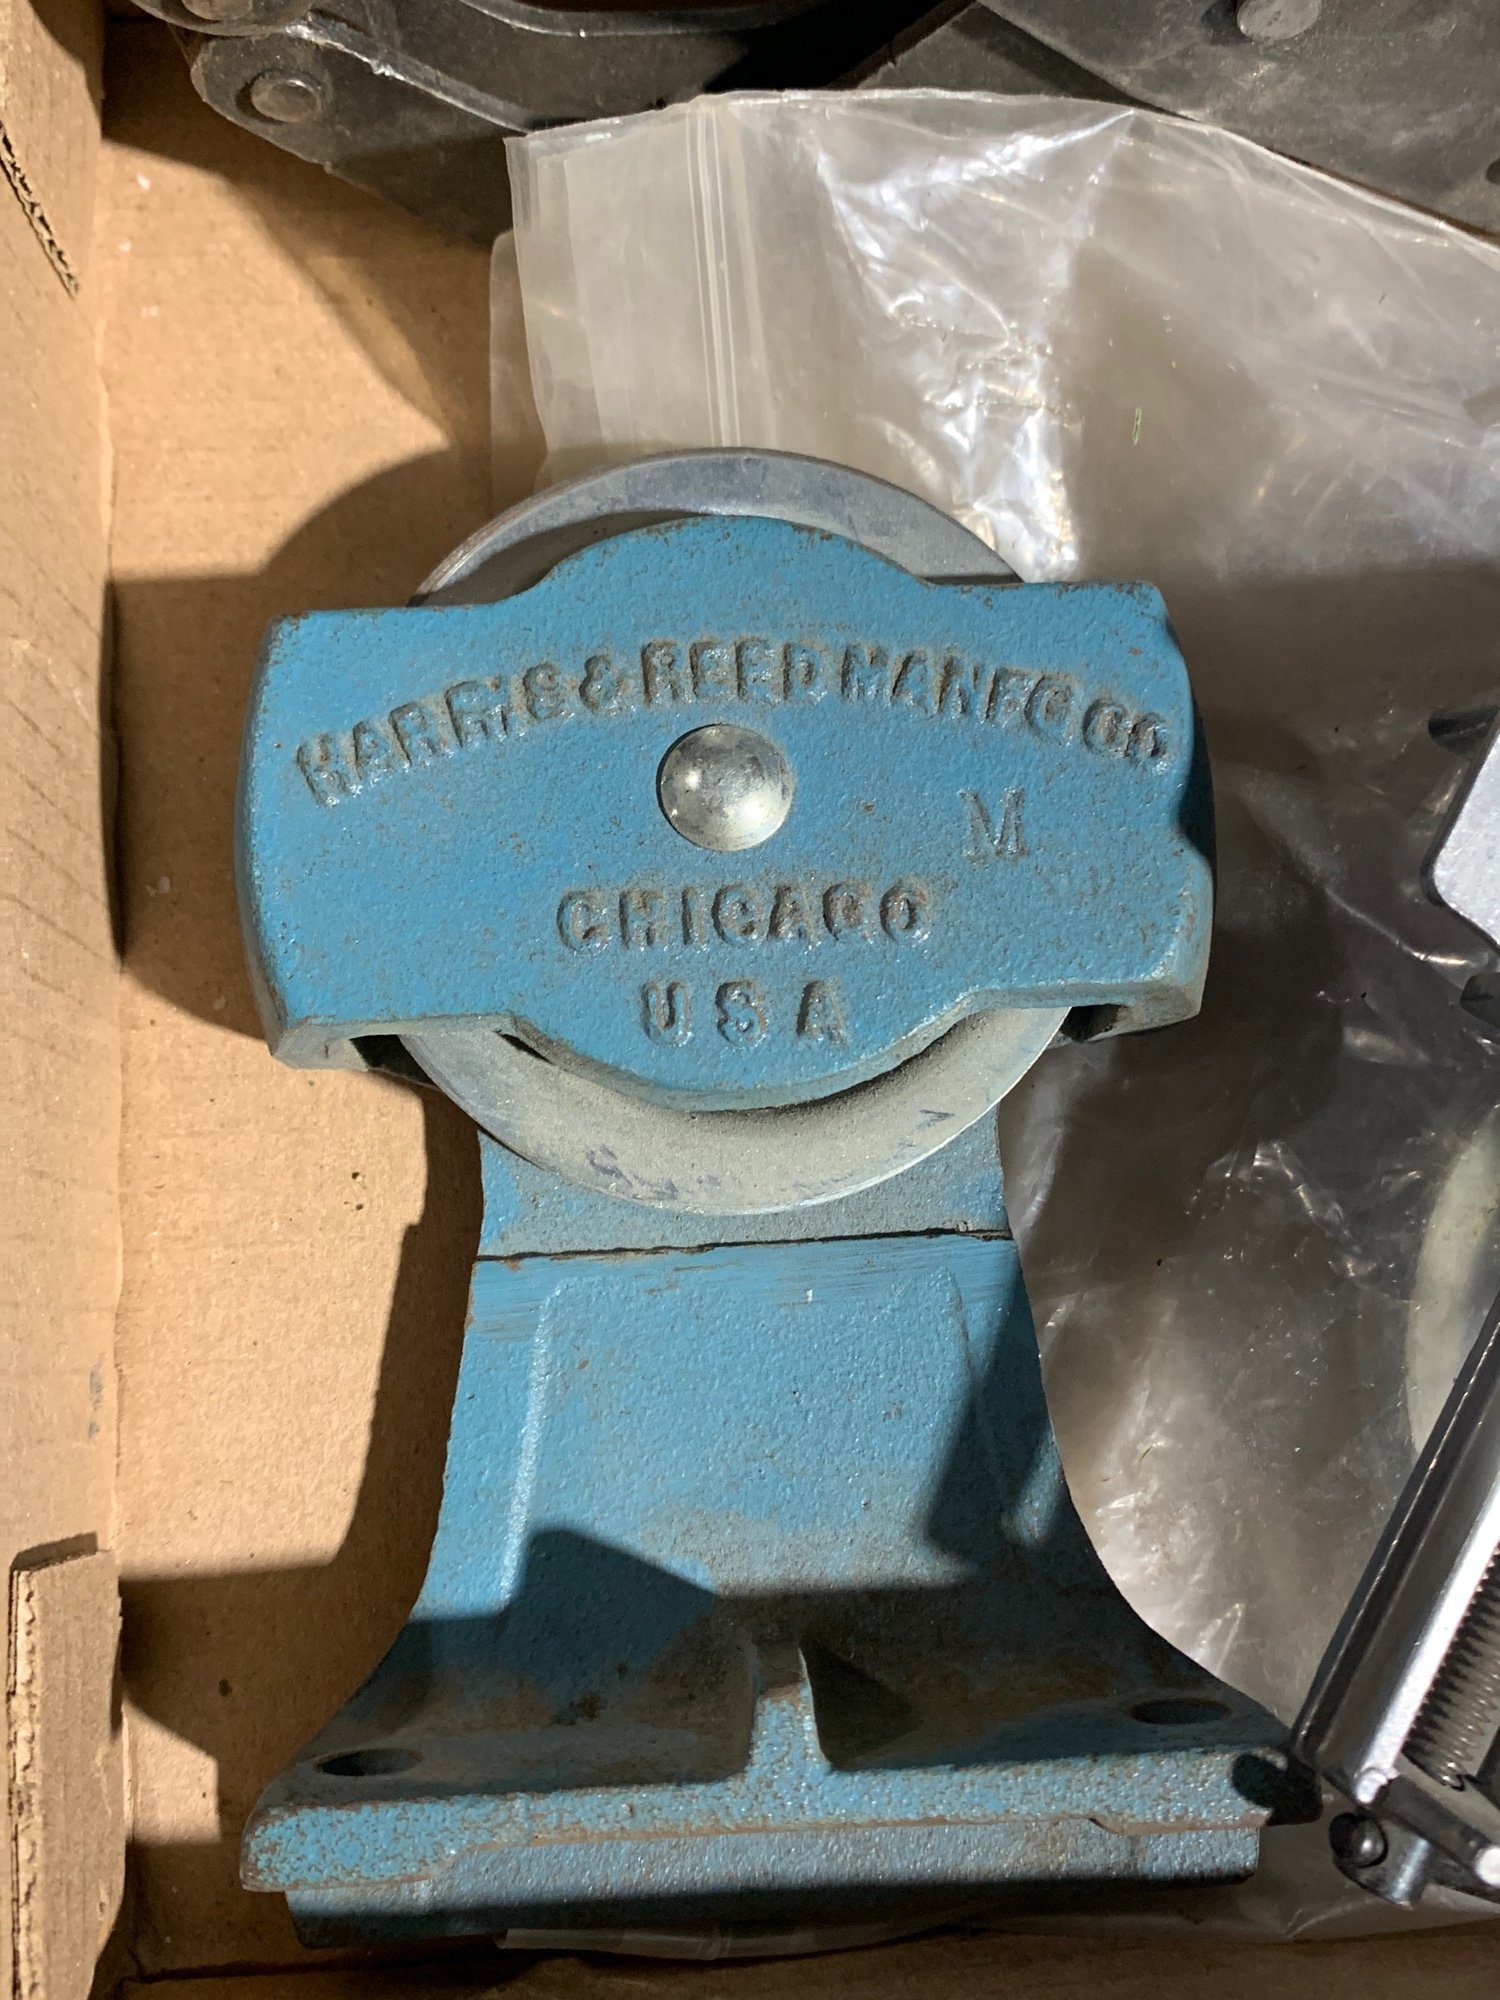 HARRIS & REED MANFG CO
M
CHICAGO
USA